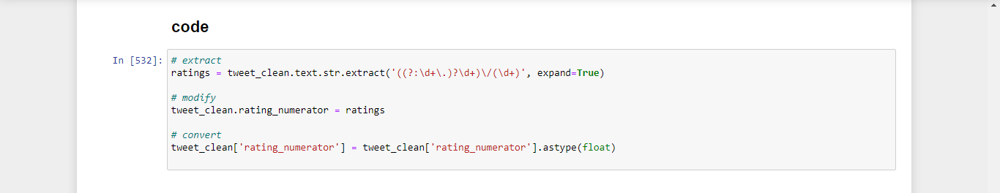 code
In [532]:
# extract
ratings = tweet_clean.text.str.extract('((?:\d+\.)?\d+)\/(\d+)', expand=True)
# modify
tweet_clean.rating_numerator = ratings
# convert
tweet_clean['rating_numerator'] = tweet_clean['rating_numerator'].astype(float)